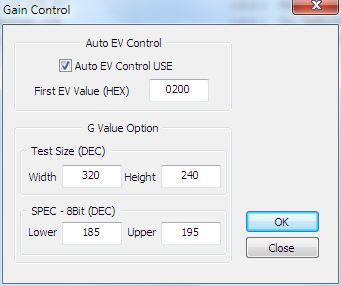 Gain Control
Auto EV Control
Auto EV Control USE
First EV Value (HEX) 0200
G Value Option
Test Size (DEC)
Width 320 Height 240
SPEC - 8Bit (DEC)
Lower 185 Upper 195
OK
Close